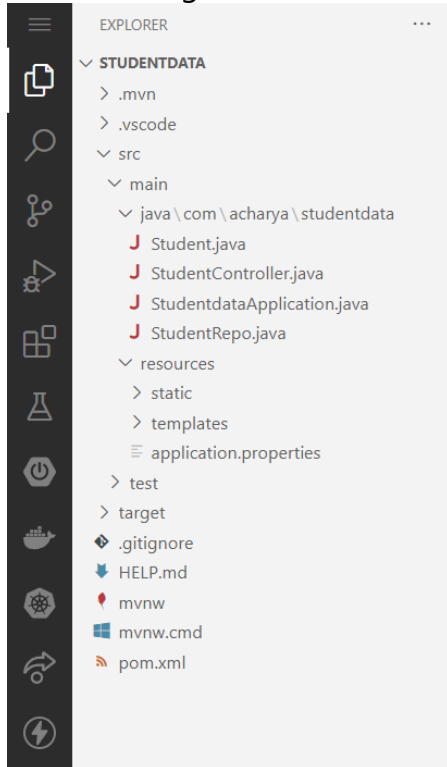 EXPLORER ...
STUDENTDATA
.mvn
.vscode
src
main
java\com\acharya\studentdata
J Student.java
J StudentController.java
J StudentdataApplication.java
J StudentRepo.java
resources
static
templates
application.properties
test
target
.gitignore
HELP.md
mvnw
mvnw.cmd
pom.xml